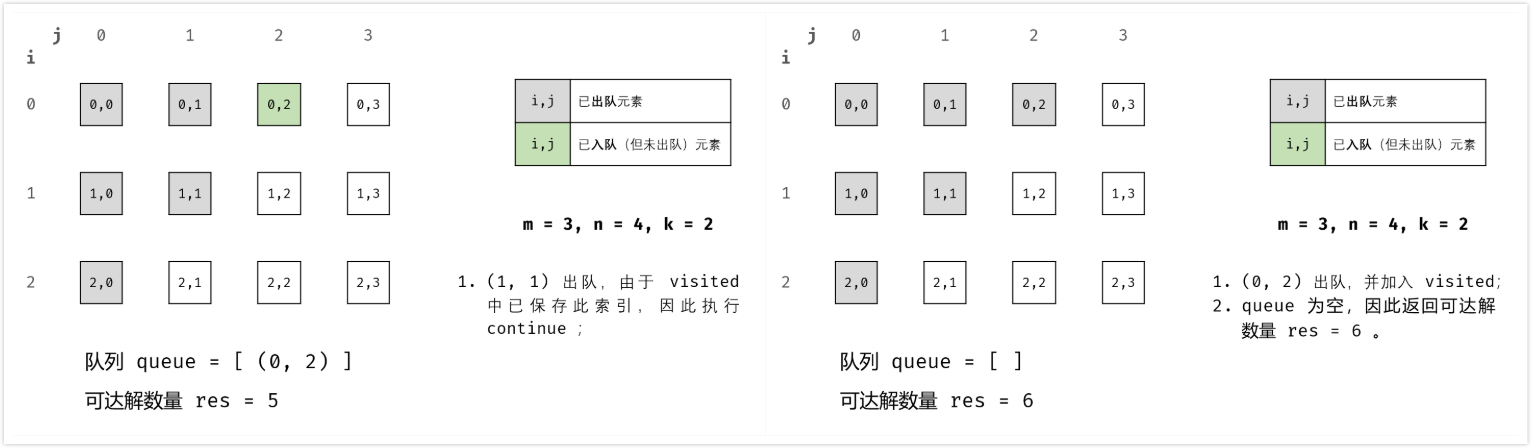 j 0 1 2 3
i
0 0,0 0,1 0,2 0,3
i,j 已出队元素
i,j 已入队（但未出队）元素
1 1,0 1,1 1,2 1,3
m = 3, n = 4, k = 2
2 2,0 2,1 2,2 2,3
1. (1, 1) 出队，由于 visited
中已保存此索引，因此执行
continue ；
队列 queue = [ (0, 2) ]
可达解数量 res = 5
j 0 1 2 3
i
0 0,0 0,1 0,2 0,3
i,j 已出队元素
i,j 已入队（但未出队）元素
1 1,0 1,1 1,2 1,3
m = 3, n = 4, k = 2
2 2,0 2,1 2,2 2,3
1. (0, 2) 出队，并加入 visited；
2. queue 为空，因此返回可达解
数量 res = 6 。
队列 queue = [ ]
可达解数量 res = 6